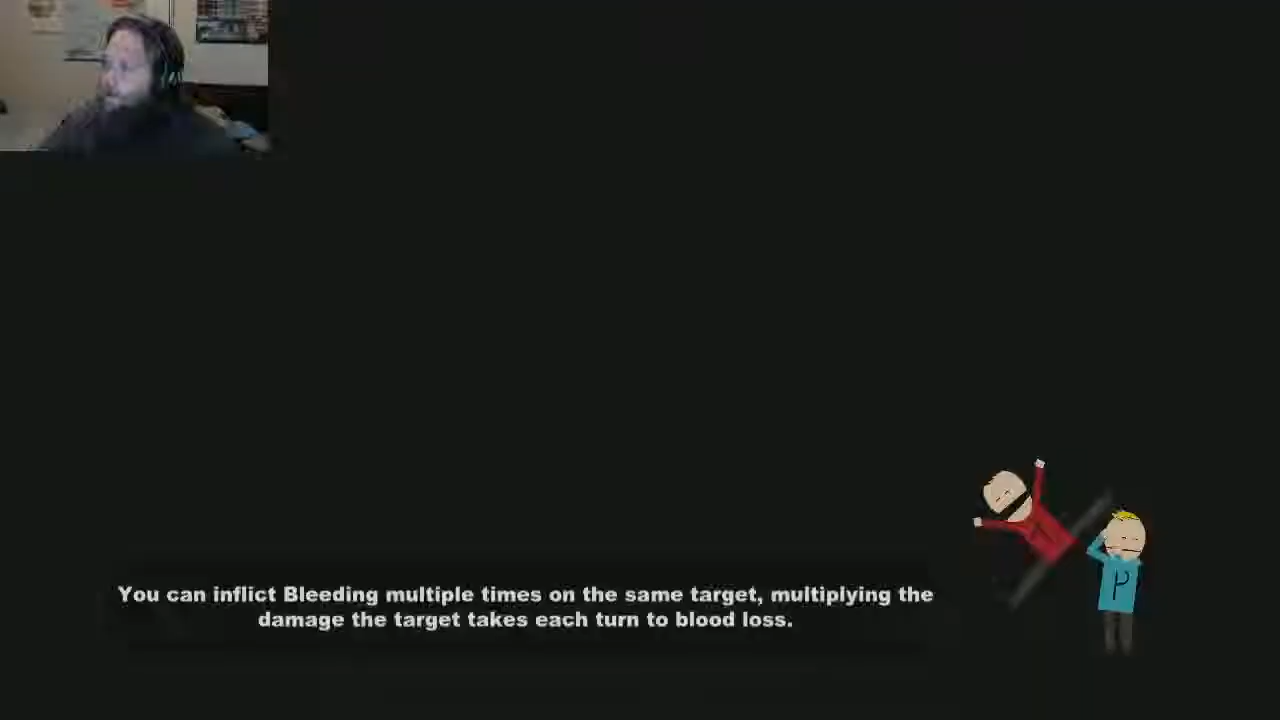 You can inflict Bleeding multiple times on the same target, multiplying the
damage the target takes each turn to blood loss.
P